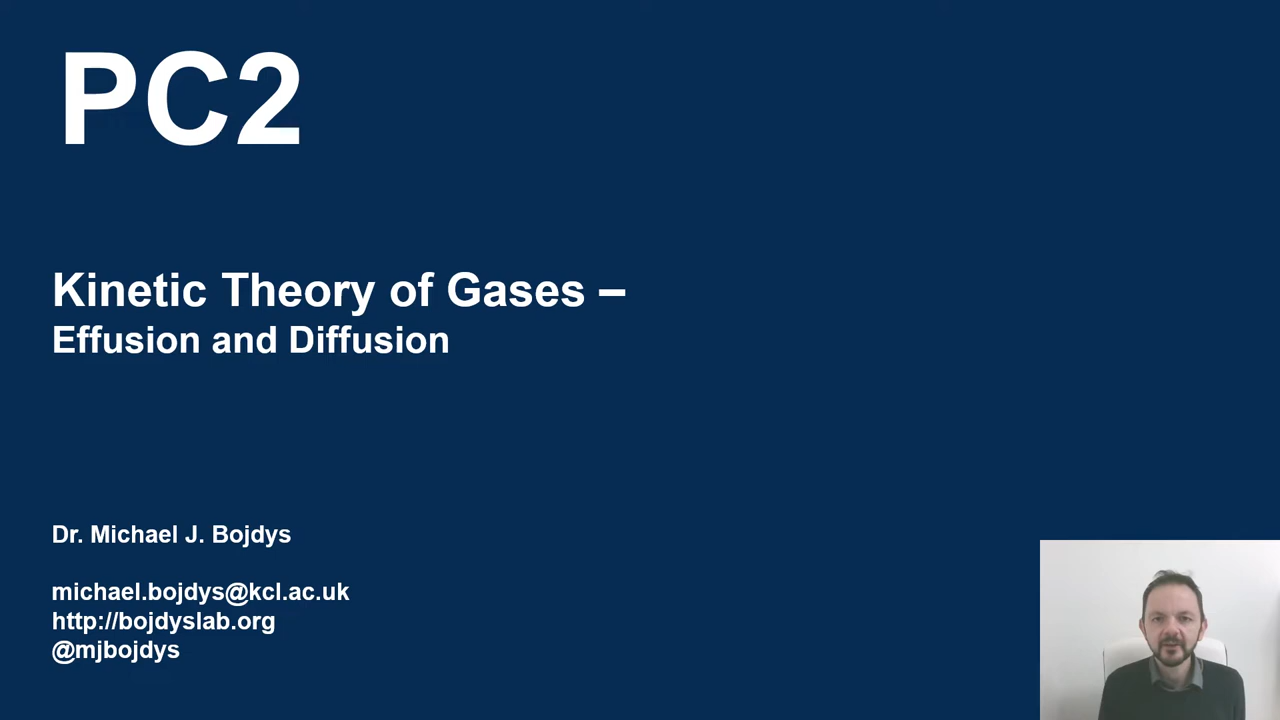 PC2
Kinetic Theory of Gases –
Effusion and Diffusion
Dr. Michael J. Bojdys
michael.bojdys@kcl.ac.uk
http://bojdyslab.org
@mjbojdys